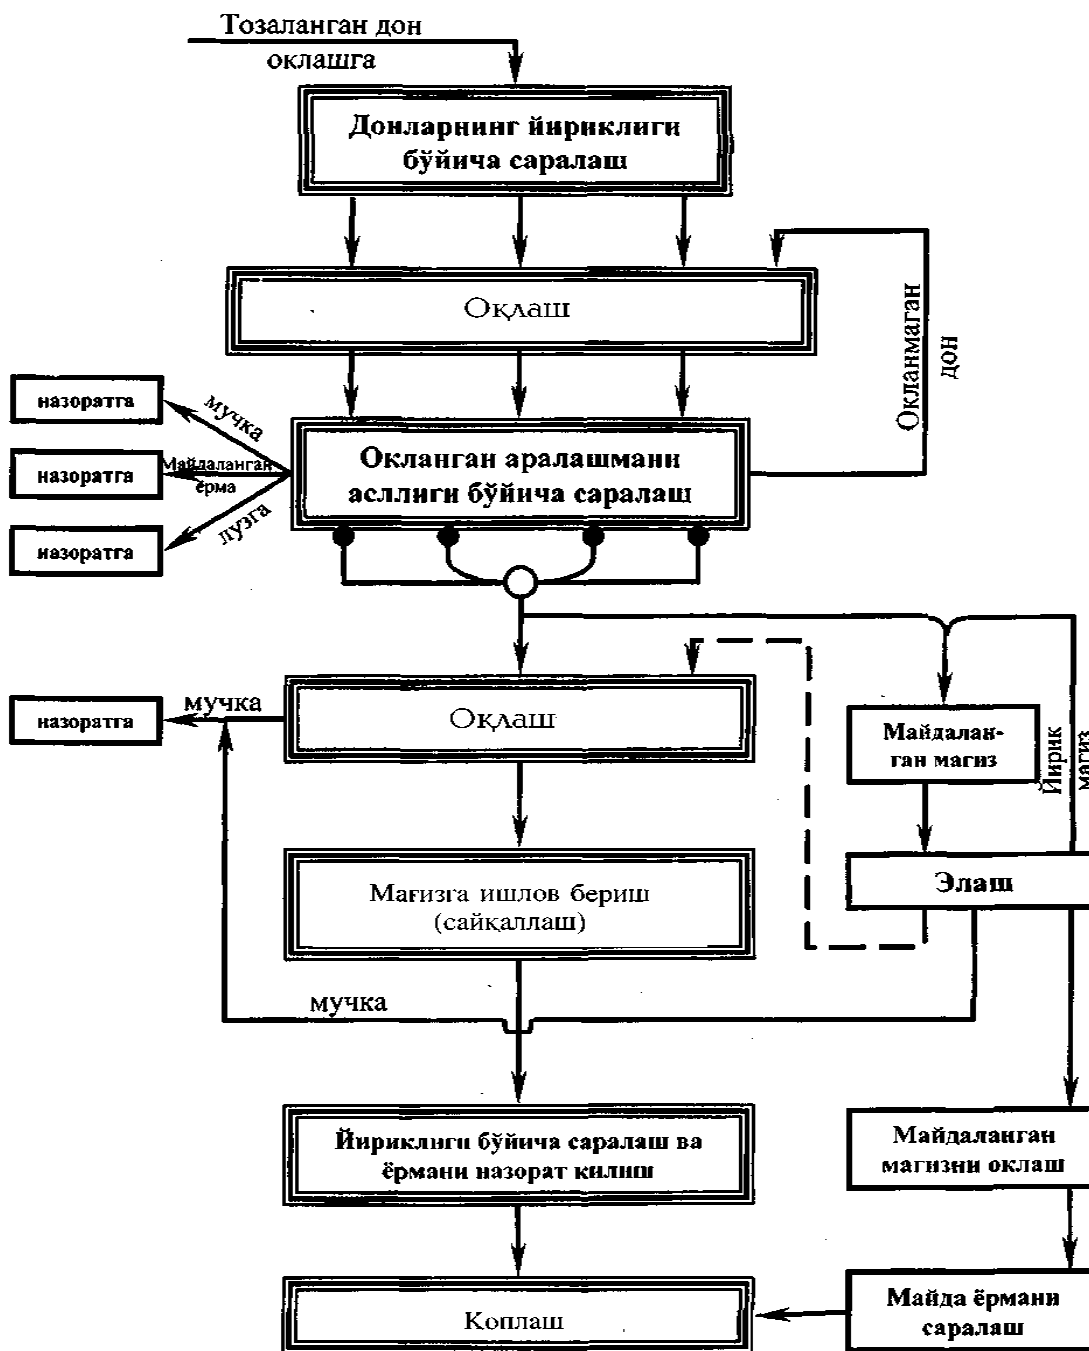 Тозаланган дон
оклашга
Донларнинг йириклиги
бўйича саралаш
Оқлаш
Окланмаган
дон
назоратга
мучка
назоратга
Майдаланган
ёрма
назоратга
лузга
Окланган аралашмани
асллиги бўйича саралаш
назоратга
мучка
Оқлаш
Майдалан-
ган магиз
Йирик
магиз
Элаш
Мағизга ишлов бериш
(сайқаллаш)
мучка
Йириклиги бўйича саралаш ва
ёрмани назорат килиш
Майдаланган
магизни оклаш
Коплаш
Майда ёрмани
саралаш